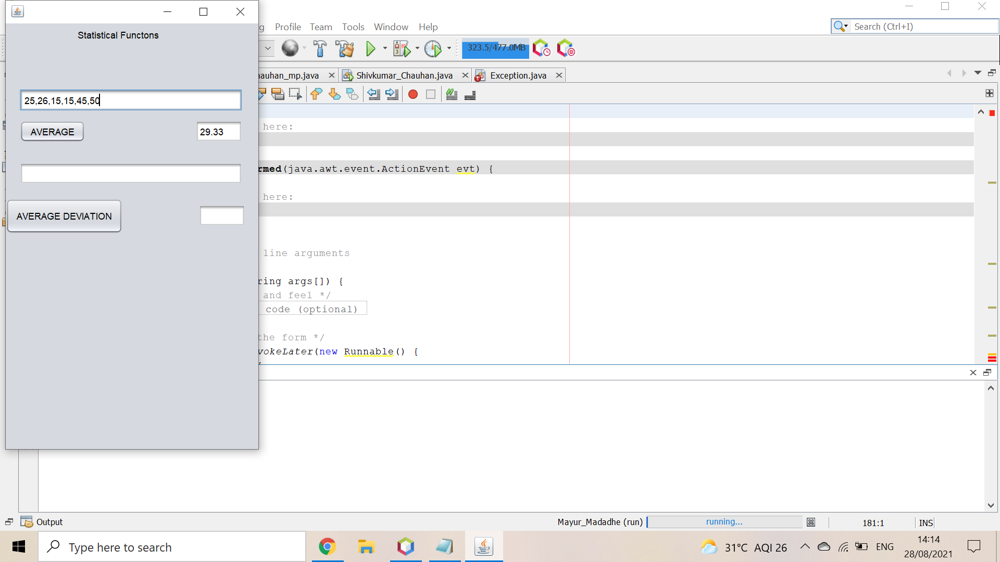 Profile Team Tools Window Help
Search (Ctrl+I)
Statistical Functons
323.5/477.0MB
auhan_mp.java Shivkumar_Chauhan.java Exception.java
25,26,15,15,45,50
AVERAGE 29.33
AVERAGE DEVIATION
here:
rmed(java.awt.event.ActionEvent evt) {
here:
line arguments
ring args[]) {
and feel */
code (optional)
the form */
vokeLater(new Runnable() {
{
Output
Mayur_Madadhe (run) running... 181:1 INS
Type here to search
31°C AQI 26 ENG
14:14
28/08/2021